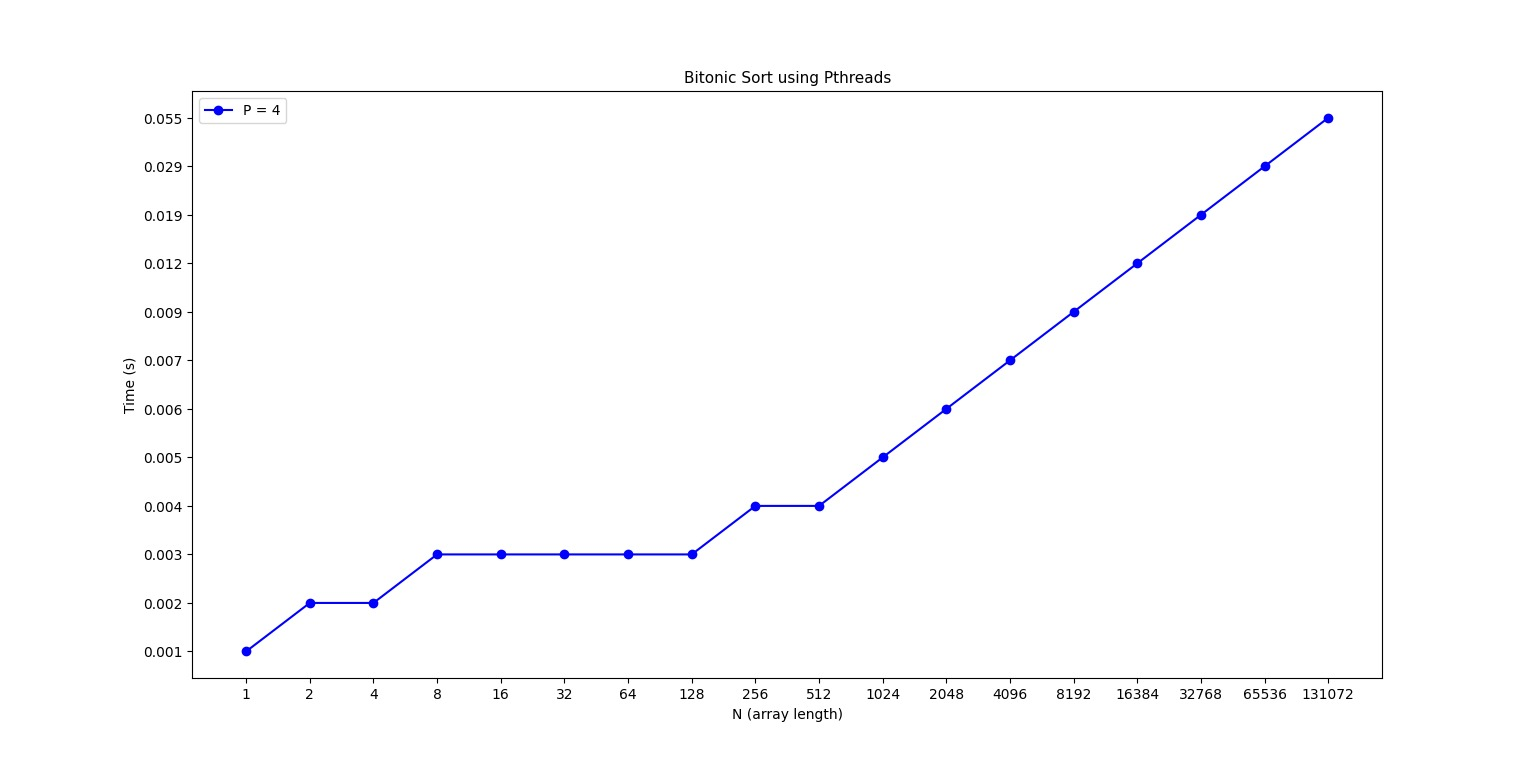 Bitonic Sort using Pthreads
P = 4
0.055
0.029
0.019
0.012
0.009
0.007
0.006
0.005
0.004
0.003
0.002
0.001
Time (s)
1 2 4 8 16 32 64 128 256 512 1024 2048 4096 8192 16384 32768 65536 131072
N (array length)